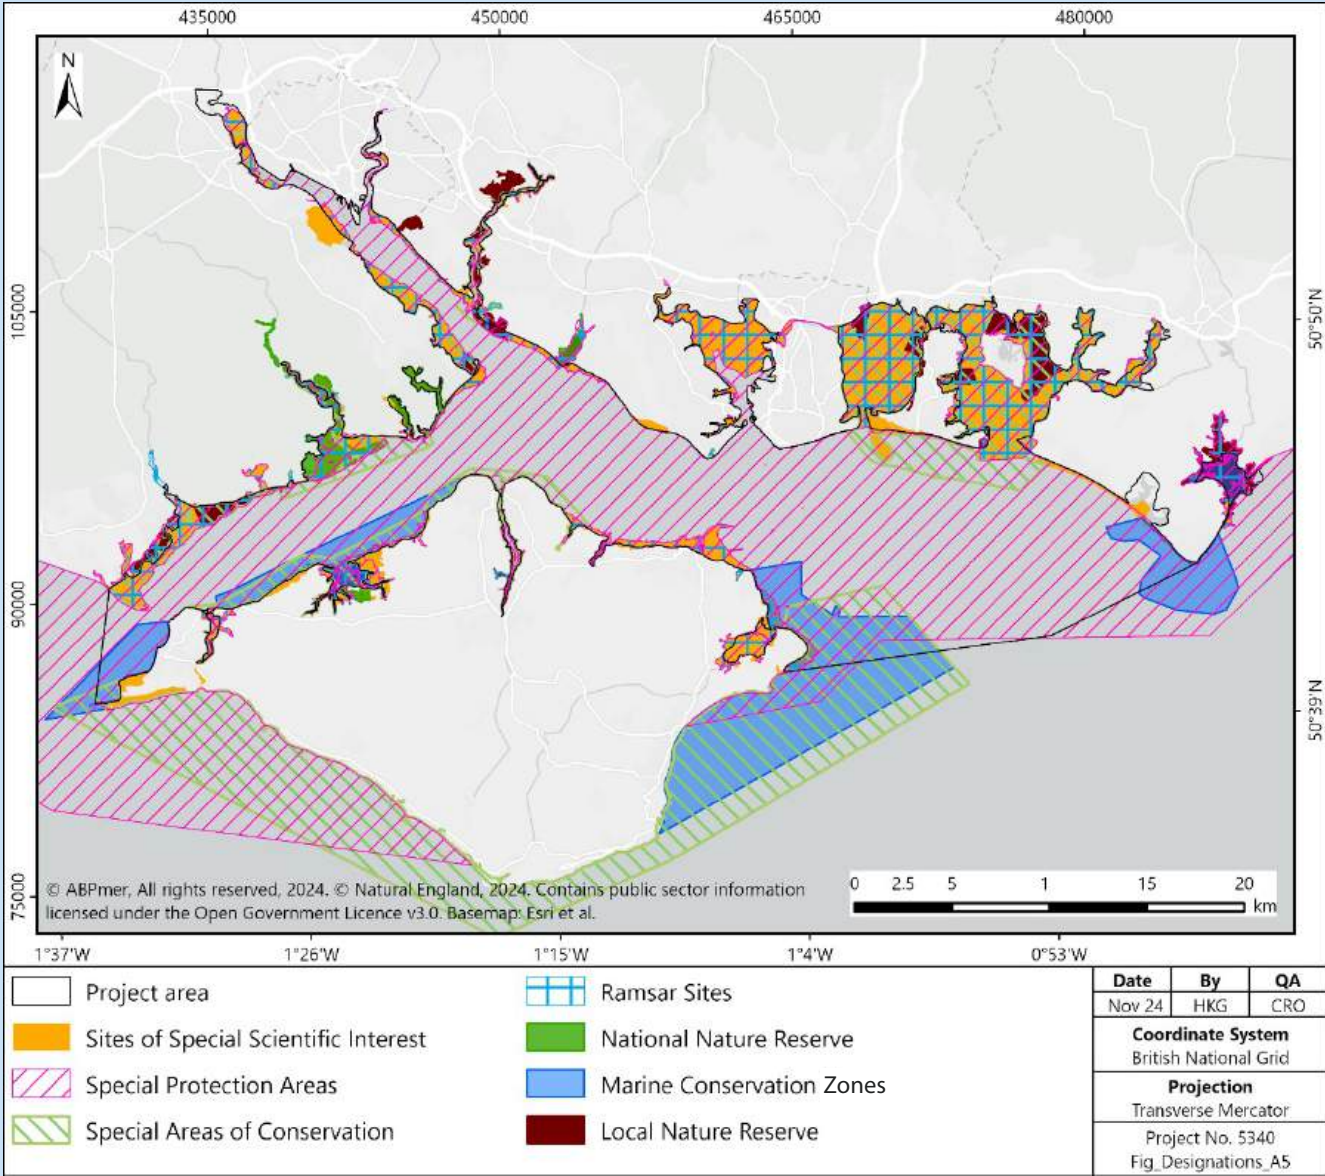 435000 450000 465000 480000
N
105000
90000
75000
50°50'N
50°39'N
© ABPmer, All rights reserved, 2024. © Natural England, 2024. Contains public sector information
licensed under the Open Government Licence v3.0. Basemap: Esri et al.
0 2.5 5 1 15 20
km
1°37'W 1°26'W 1°15'W 1°4'W 0°53'W
Project area
Sites of Special Scientific Interest
Special Protection Areas
Special Areas of Conservation
Ramsar Sites
National Nature Reserve
Marine Conservation Zones
Local Nature Reserve
Date By QA
Nov 24 HKG CRO
Coordinate System
British National Grid
Projection
Transverse Mercator
Project No. 5340
Fig_Designations_A5